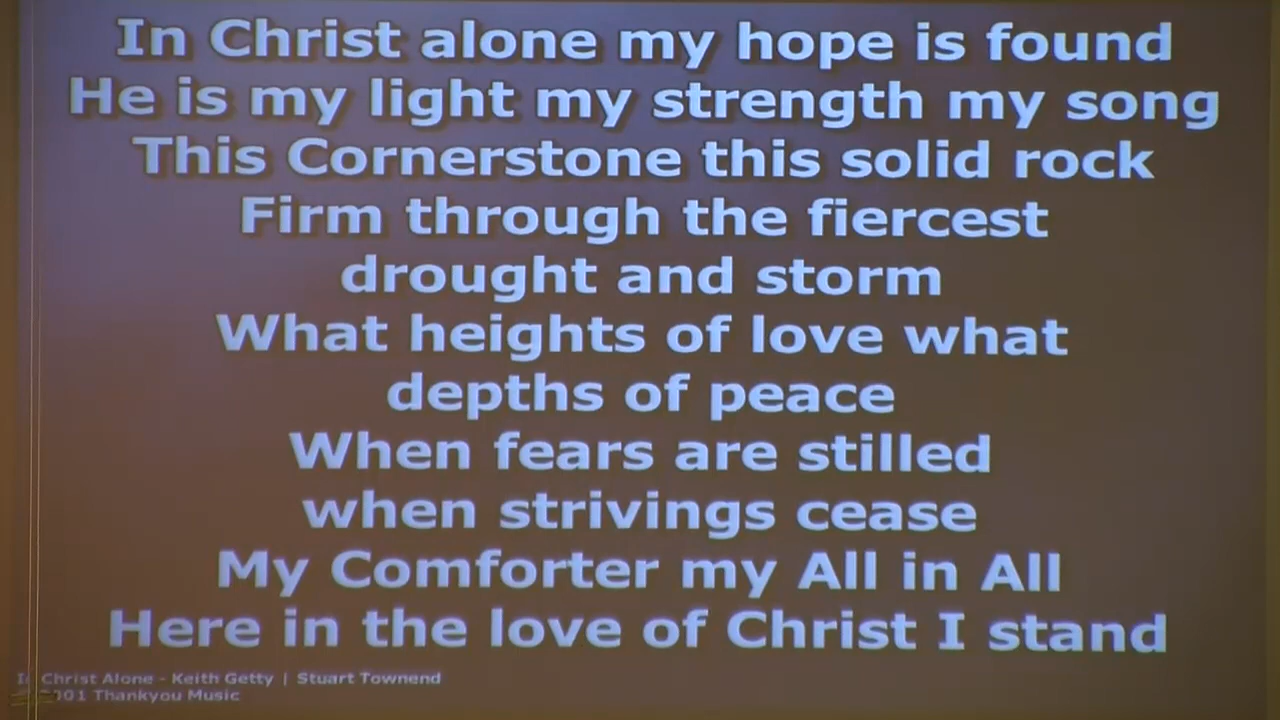 In Christ alone my hope is found
He is my light my strength my song
This Cornerstone this solid rock
Firm through the fiercest
drought and storm
What heights of love what
depths of peace
When fears are stilled
when strivings cease
My Comforter my All in All
Here in the love of Christ I stand
In Christ Alone - Keith Getty | Stuart Townend
2001 Thankyou Music